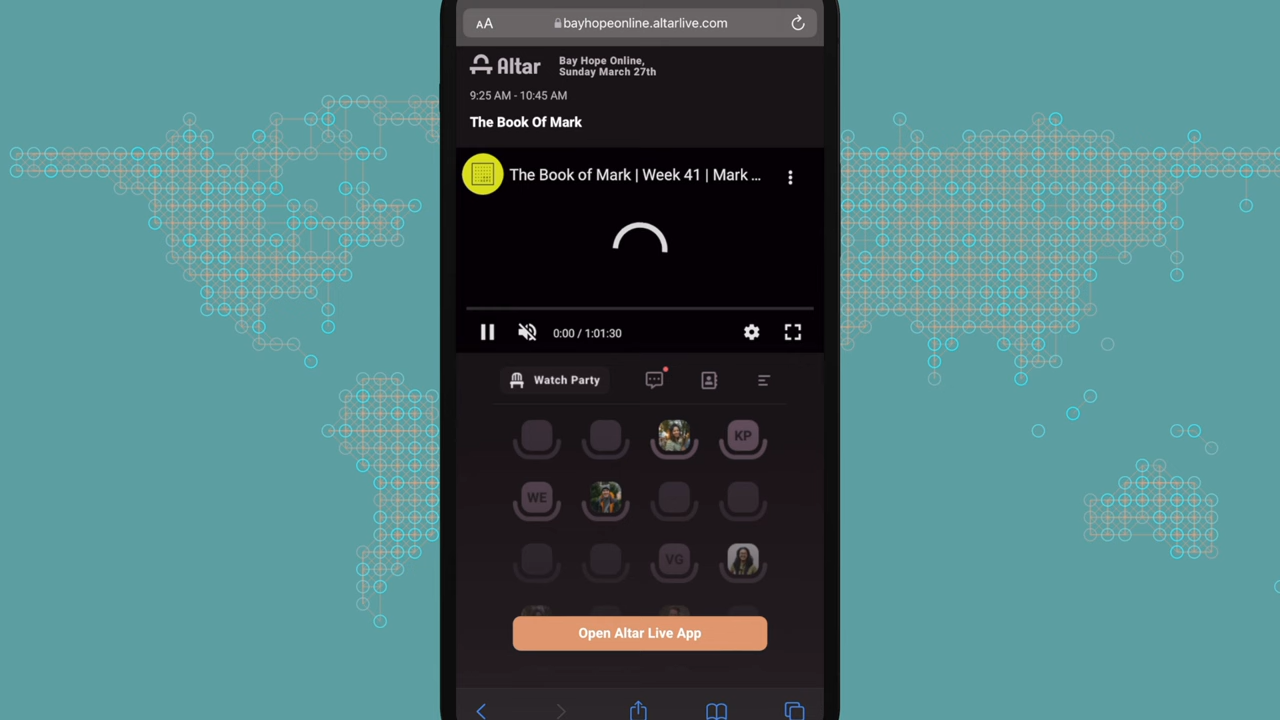 AA bayhopeonline.altarlive.com
Altar
Bay Hope Online,
Sunday March 27th
9:25 AM - 10:45 AM
The Book Of Mark
The Book of Mark | Week 41 | Mark ...
0:00 / 1:01:30
Watch Party
KP
WE
VG
Open Altar Live App